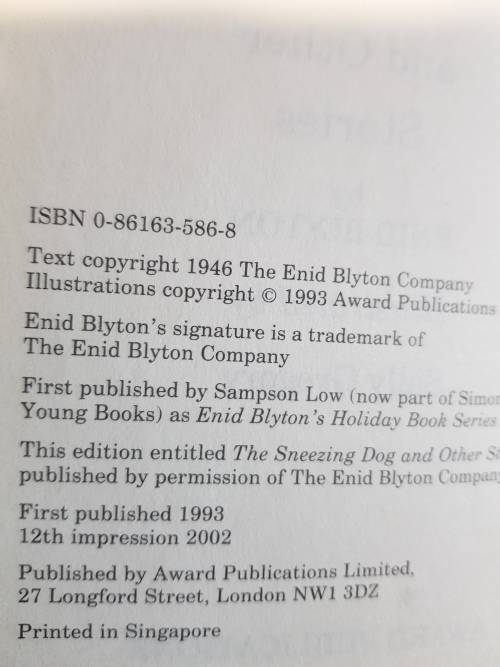 ISBN 0-86163-586-8
Text copyright 1946 The Enid Blyton Company
Illustrations copyright © 1993 Award Publications
Enid Blyton's signature is a trademark of
The Enid Blyton Company
First published by Sampson Low (now part of Simon
Young Books) as Enid Blyton's Holiday Book Series
This edition entitled The Sneezing Dog and Other
published by permission of The Enid Blyton Company
First published 1993
12th impression 2002
Published by Award Publications Limited,
27 Longford Street, London NW1 3DZ
Printed in Singapore